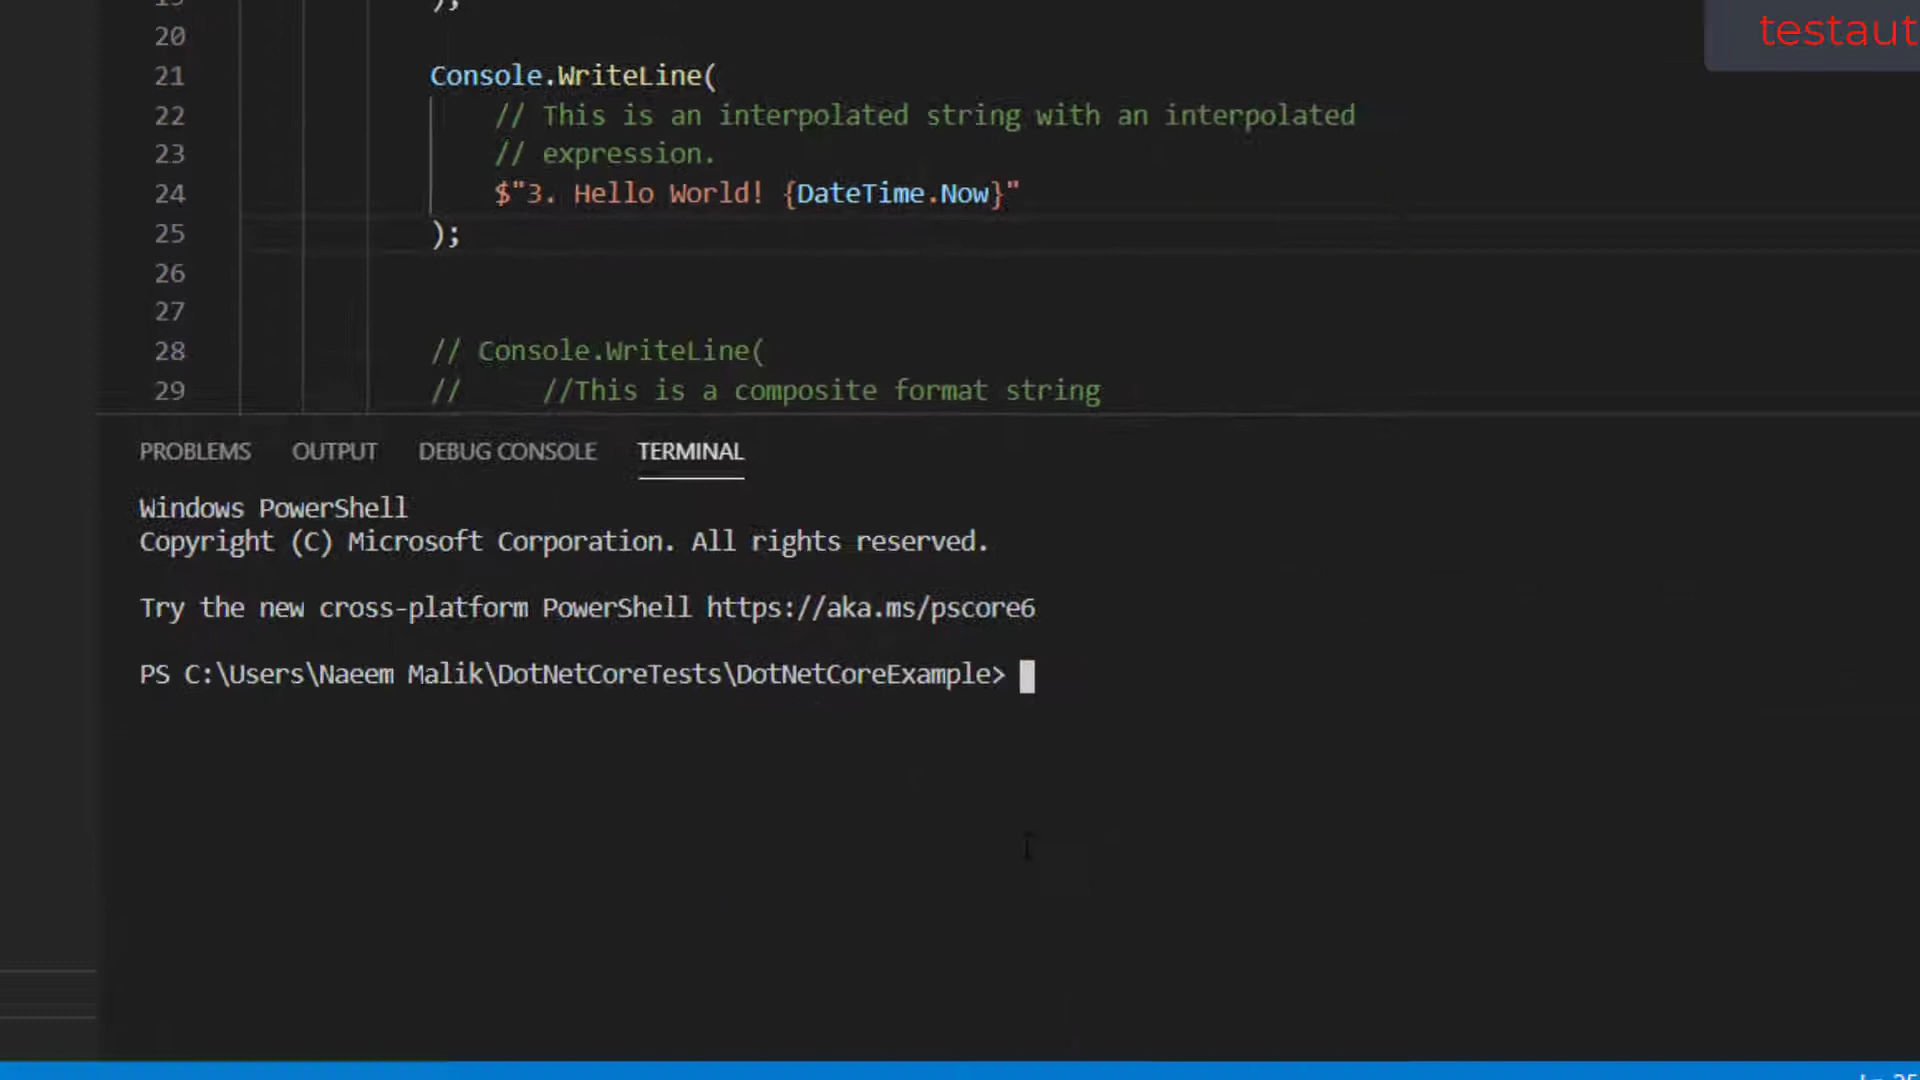 );
testaut
20
21 Console.WriteLine(
22 // This is an interpolated string with an interpolated
23 // expression.
24 $"3. Hello World! {DateTime.Now}"
25 );
26
27
28 // Console.WriteLine(
29 // //This is a composite format string
PROBLEMS OUTPUT DEBUG CONSOLE TERMINAL
Windows PowerShell
Copyright (C) Microsoft Corporation. All rights reserved.
Try the new cross-platform PowerShell https://aka.ms/pscore6
PS C:\Users\Naeem Malik\DotNetCoreTests\DotNetCoreExample>